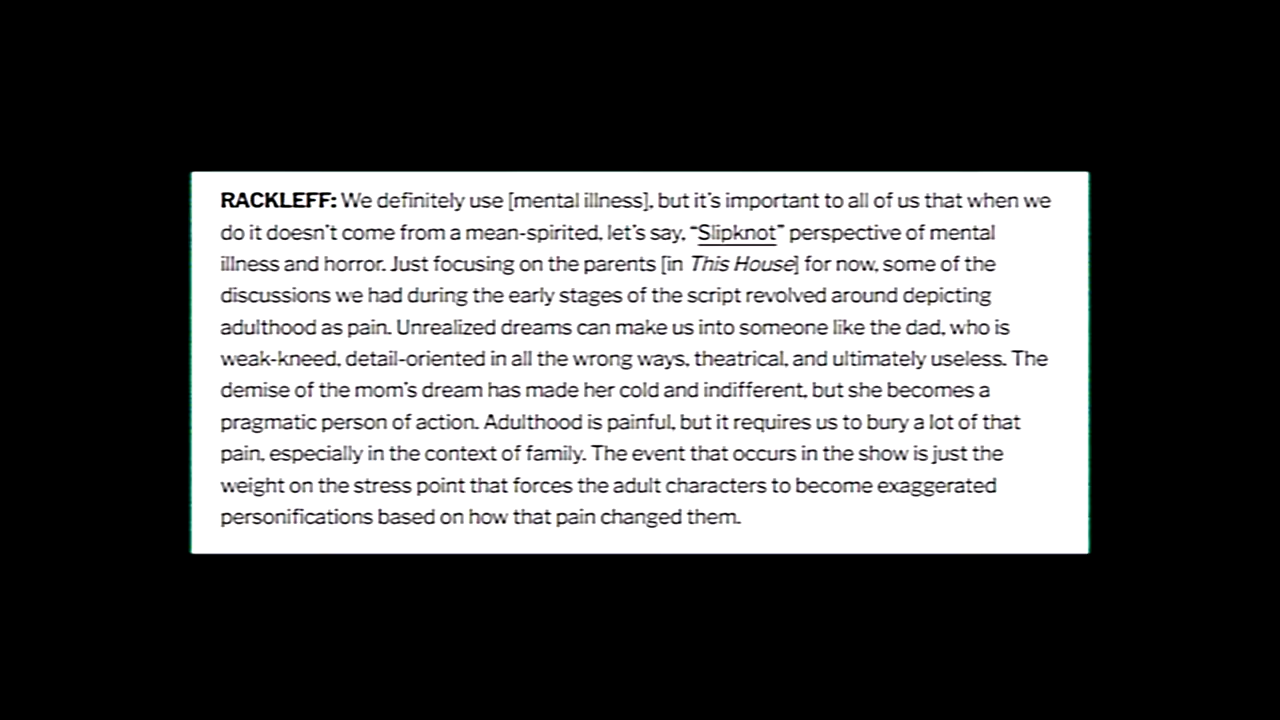 RACKLEFF: We definitely use [mental illness], but it's important to all of us that when we
do it doesn't come from a mean-spirited, let's say, “Slipknot” perspective of mental
illness and horror. Just focusing on the parents [in This House] for now, some of the
discussions we had during the early stages of the script revolved around depicting
adulthood as pain. Unrealized dreams can make us into someone like the dad, who is
weak-kneed, detail-oriented in all the wrong ways, theatrical, and ultimately useless. The
demise of the mom's dream has made her cold and indifferent, but she becomes a
pragmatic person of action. Adulthood is painful, but it requires us to bury a lot of that
pain, especially in the context of family. The event that occurs in the show is just the
weight on the stress point that forces the adult characters to become exaggerated
personifications based on how that pain changed them.